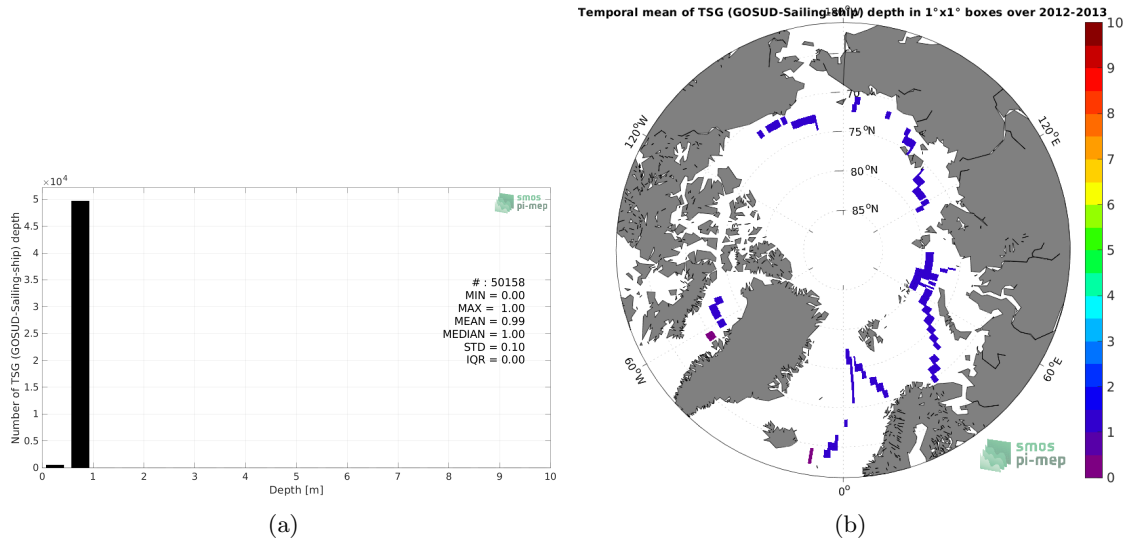 Temporal mean of TSG (GOSUD-Sailing-ship) depth in 1°x1° boxes over 2012-2013
×10⁴
5
4.5
4
3.5
3
2.5
2
1.5
1
0.5
0
Number of TSG (GOSUD-Sailing-ship) depth
smos
pi-mep
# : 50158
MIN = 0.00
MAX = 1.00
MEAN = 0.99
MEDIAN = 1.00
STD = 0.10
IQR = 0.00
0 1 2 3 4 5 6 7 8 9 10
Depth [m]
(a)
180°W
120°W
120°E
70°N
75°N
80°N
85°N
60°W
60°E
0°
10
9
8
7
6
5
4
3
2
1
0
smos
pi-mep
(b)